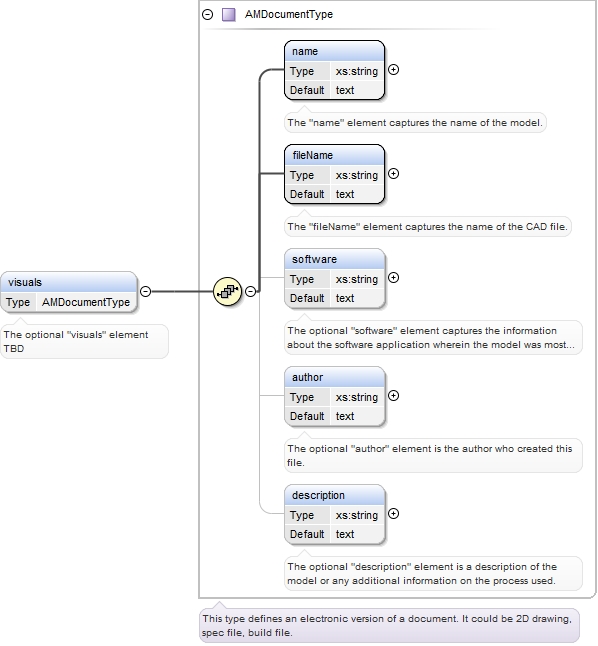 AMDocumentType
name
Type xs:string
Default text
The "name" element captures the name of the model.
fileName
Type xs:string
Default text
The "fileName" element captures the name of the CAD file.
software
Type xs:string
Default text
The optional "software" element captures the information
about the software application wherein the model was most...
visuals
Type AMDocumentType
The optional "visuals" element
TBD
author
Type xs:string
Default text
The optional "author" element is the author who created this
file.
description
Type xs:string
Default text
The optional "description" element is a description of the
model or any additional information on the process used.
This type defines an electronic version of a document. It could be 2D drawing,
spec file, build file.